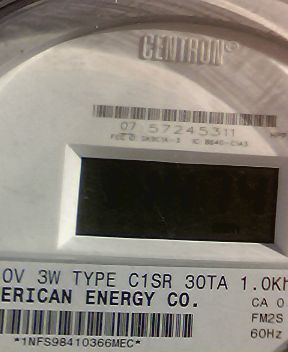 CENTRON®
07 57245311
0V 3W TYPE C1SR 30TA 1.0Kh
ERICAN ENERGY CO.
CA 0
FM2S
60Hz
*1NFS98410366MEC*